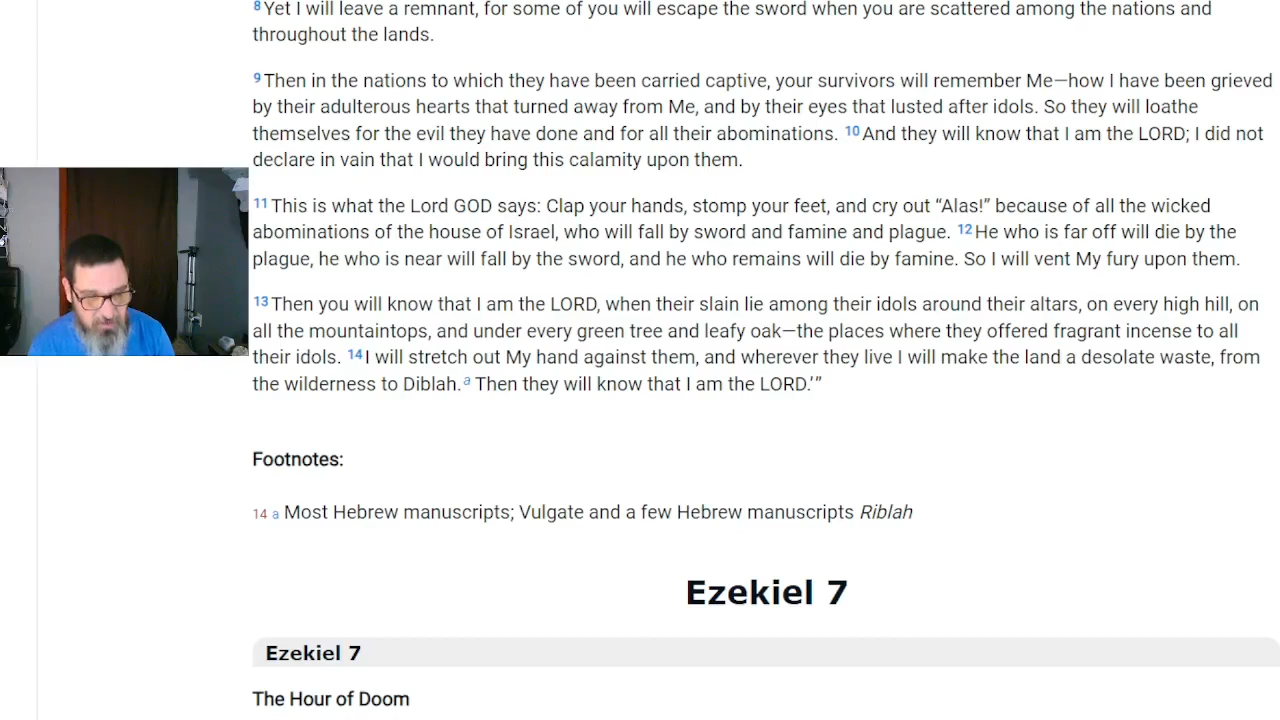 8 Yet I will leave a remnant, for some of you will escape the sword when you are scattered among the nations and
throughout the lands.
9 Then in the nations to which they have been carried captive, your survivors will remember Me—how I have been grieved
by their adulterous hearts that turned away from Me, and by their eyes that lusted after idols. So they will loathe
themselves for the evil they have done and for all their abominations. 10 And they will know that I am the LORD; I did not
declare in vain that I would bring this calamity upon them.
11 This is what the Lord GOD says: Clap your hands, stomp your feet, and cry out “Alas!” because of all the wicked
abominations of the house of Israel, who will fall by sword and famine and plague. 12 He who is far off will die by the
plague, he who is near will fall by the sword, and he who remains will die by famine. So I will vent My fury upon them.
13 Then you will know that I am the LORD, when their slain lie among their idols around their altars, on every high hill, on
all the mountaintops, and under every green tree and leafy oak—the places where they offered fragrant incense to all
their idols. 14 I will stretch out My hand against them, and wherever they live I will make the land a desolate waste, from
the wilderness to Diblah. a Then they will know that I am the LORD.’”
Footnotes:
14 a Most Hebrew manuscripts; Vulgate and a few Hebrew manuscripts Riblah
Ezekiel 7
Ezekiel 7
The Hour of Doom